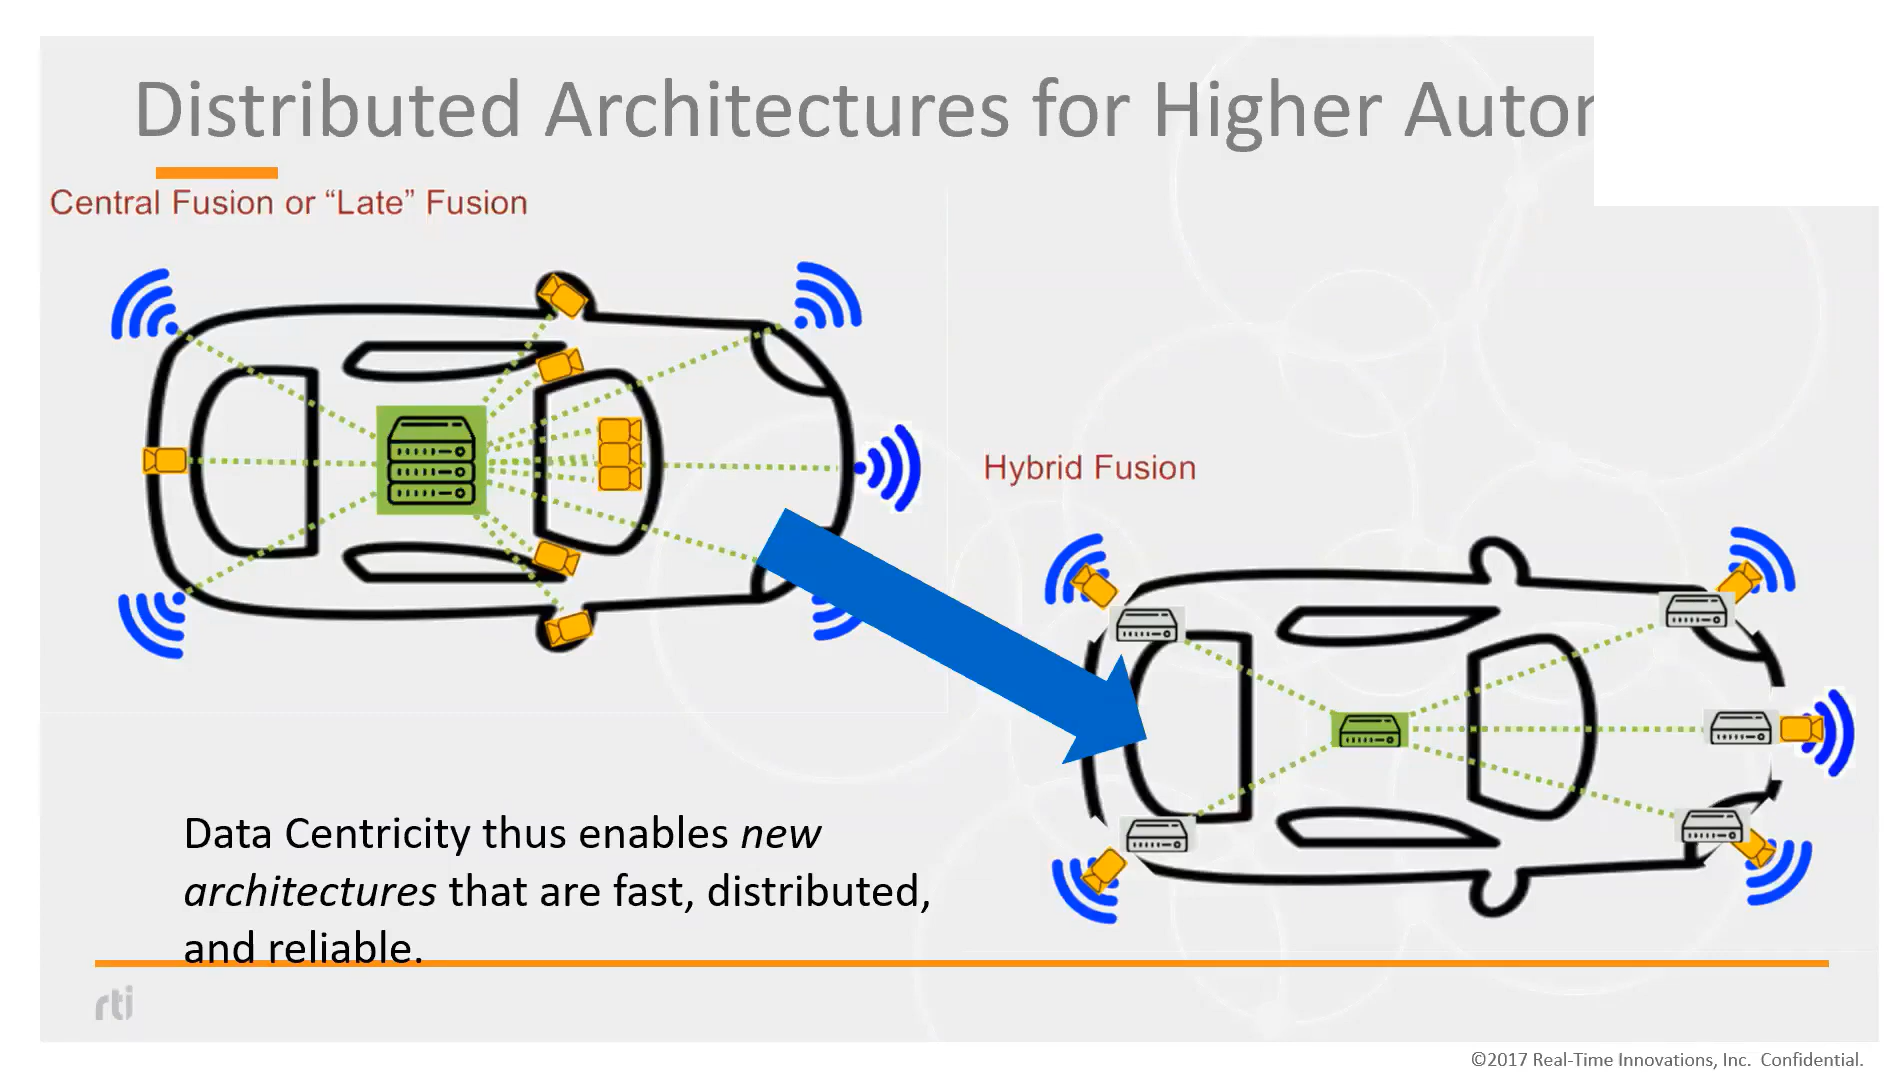 Distributed Architectures for Higher
Central Fusion or “Late” Fusion
Hybrid Fusion
Data Centricity thus enables new
architectures that are fast, distributed,
and reliable.
rti
©2017 Real-Time Innovations, Inc. Confidential.